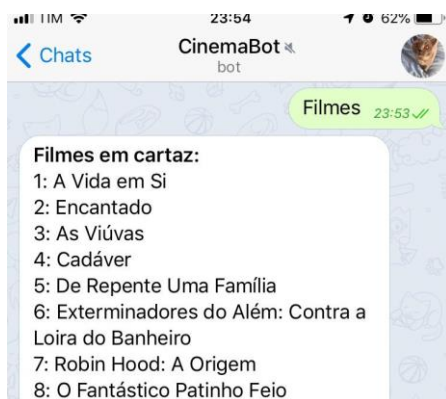 TIM 23:54 62%
Chats CinemaBot
bot
Filmes 23:53
Filmes em cartaz:
1: A Vida em Si
2: Encantado
3: As Viúvas
4: Cadáver
5: De Repente Uma Família
6: Exterminadores do Além: Contra a
Loira do Banheiro
7: Robin Hood: A Origem
8: O Fantástico Patinho Feio